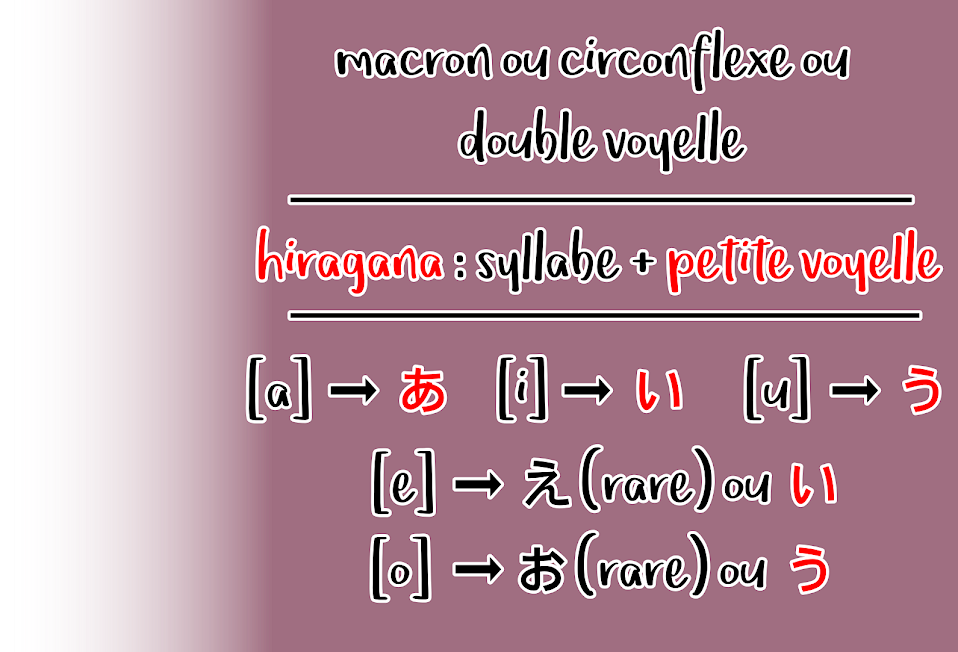 macron ou circonflexe ou
double voyelle
hiragana : syllabe + petite voyelle
[a] → あ [i] → い [u] → う
[e] → え (rare) ou い
[o] → お (rare) ou う